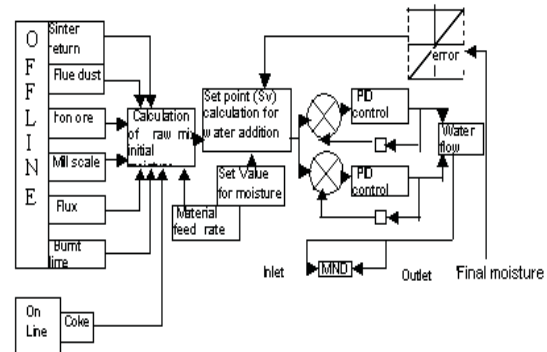 O
F
F
L
I
N
E
Sinter
return
Flue dust
Iron ore
Mill scale
Flux
Burnt
lime
On
Line
Coke
Calculation
of raw mix
initial
moisture
Set point (Sv)
calculation for
water addition
Set Value
for moisture
Material
feed rate
PID
control
PID
control
error
Water
flow
Inlet
MND
Outlet
Final moisture